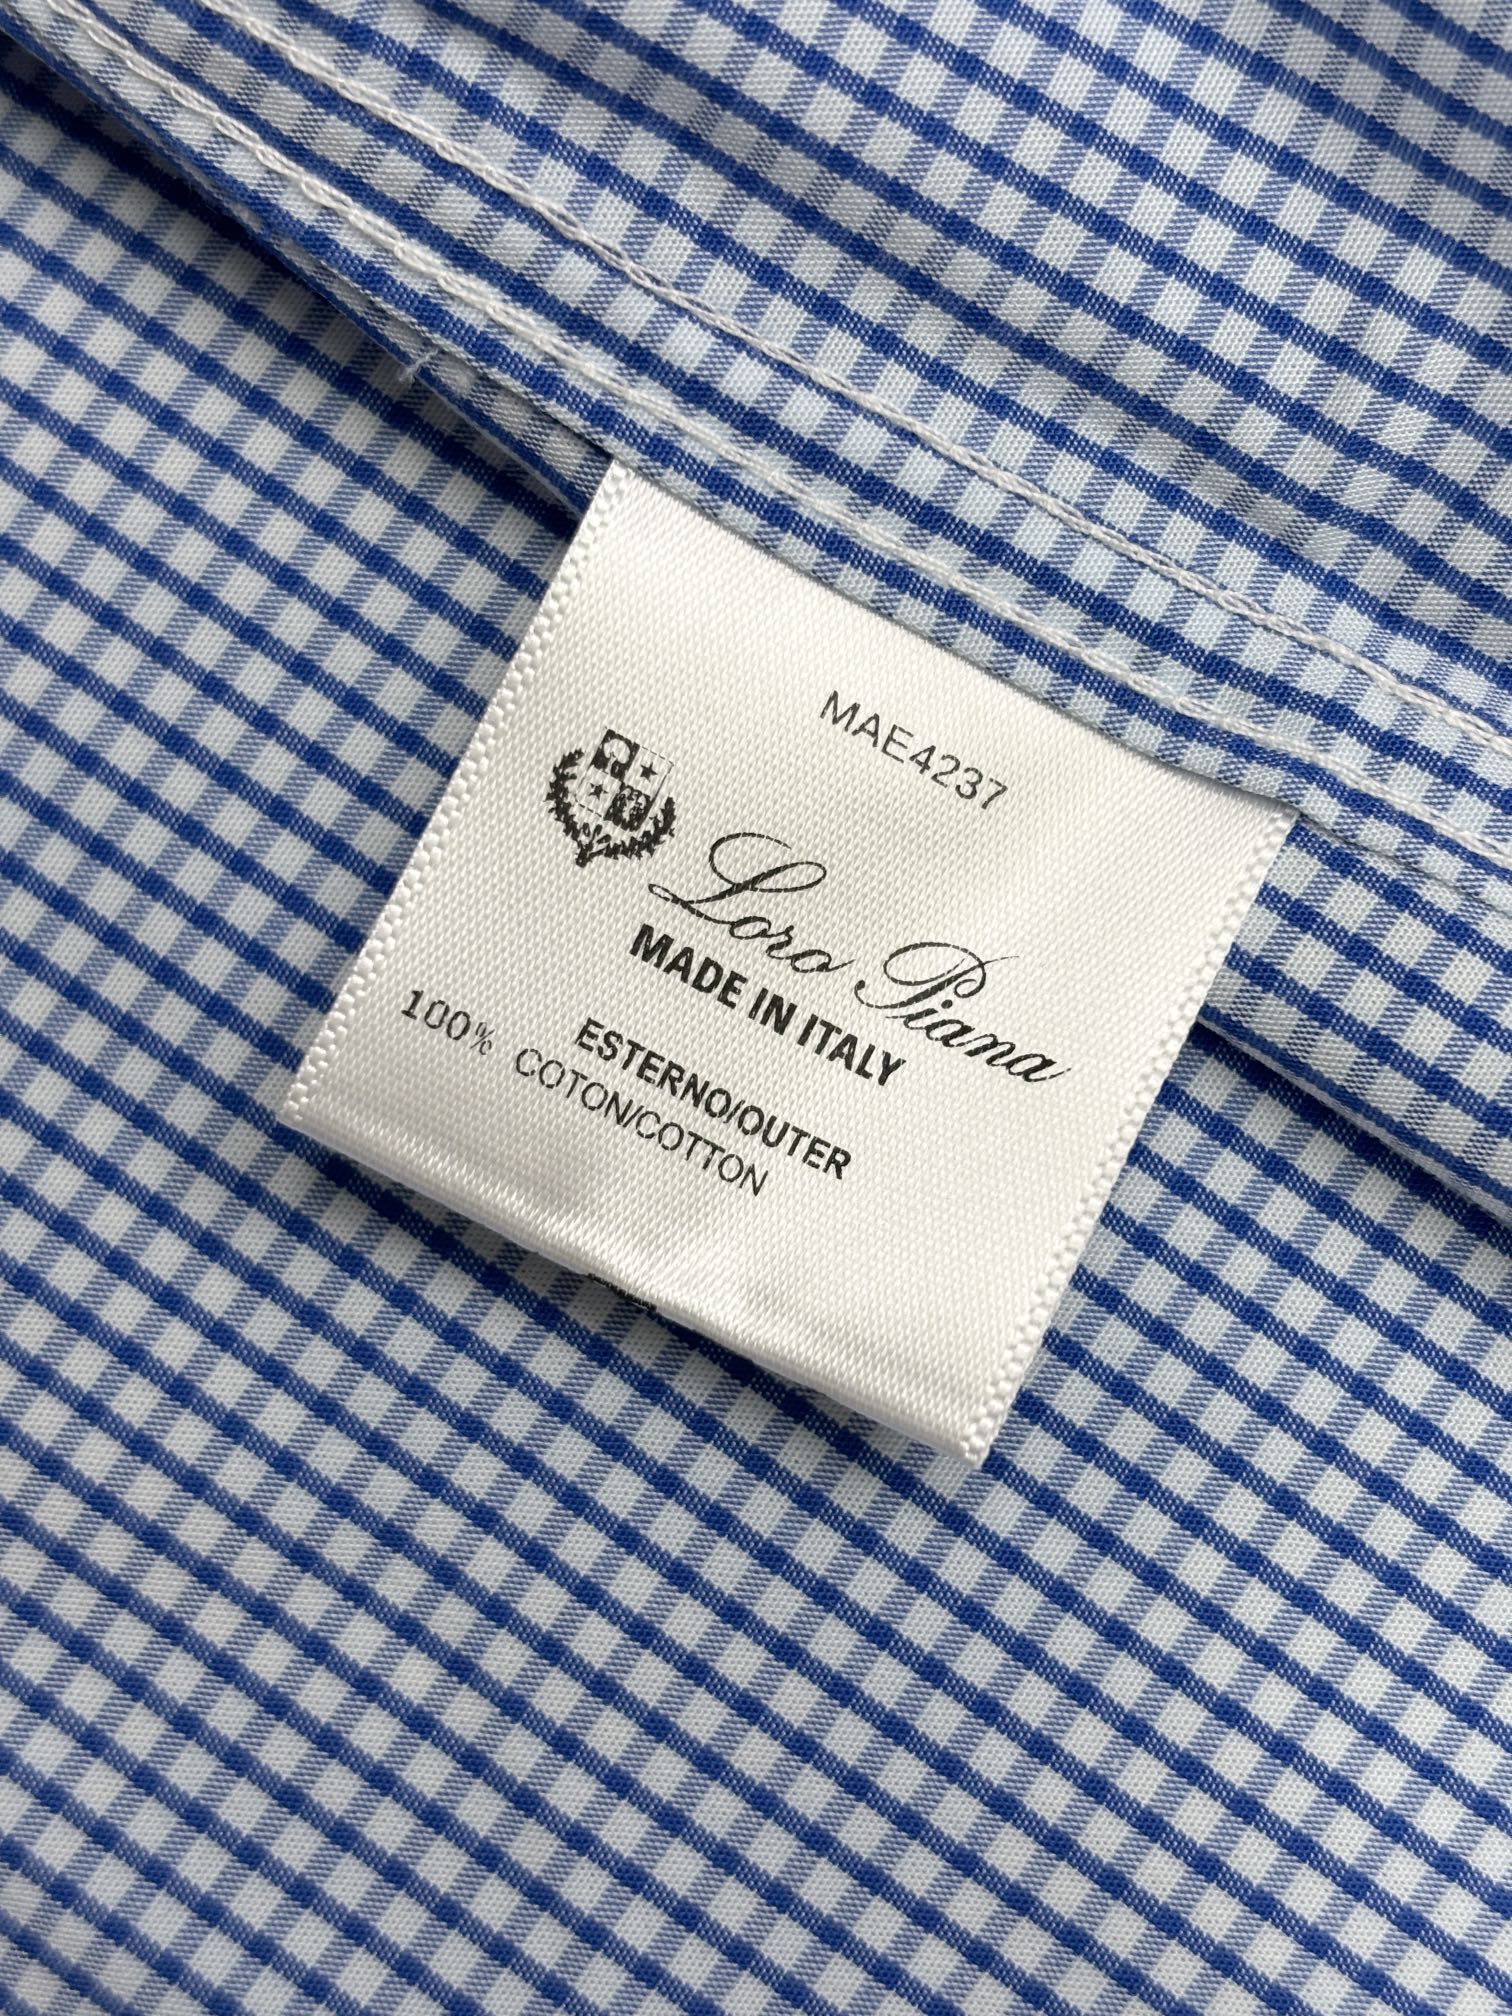 MAE4237
Loro Piana
MADE IN ITALY
ESTERNO/OUTER
100% COTON/COTTON